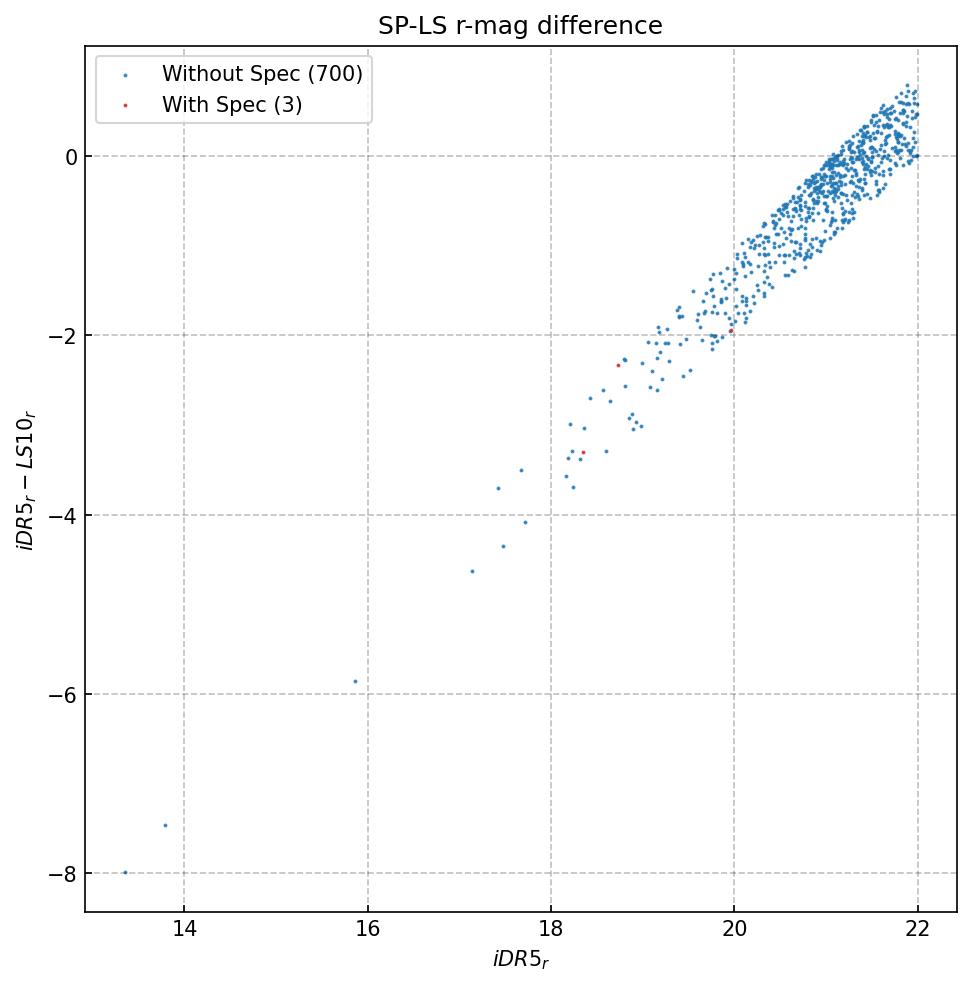 SP-LS r-mag difference
Without Spec (700)
With Spec (3)
0
−2
−4
−6
−8
iDR5r − LS10r
14 16 18 20 22
iDR5r